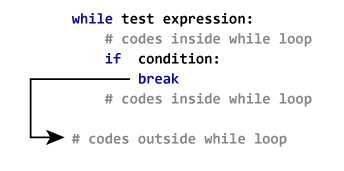 while test expression:
    # codes inside while loop
    if  condition:
        break
    # codes inside while loop
# codes outside while loop